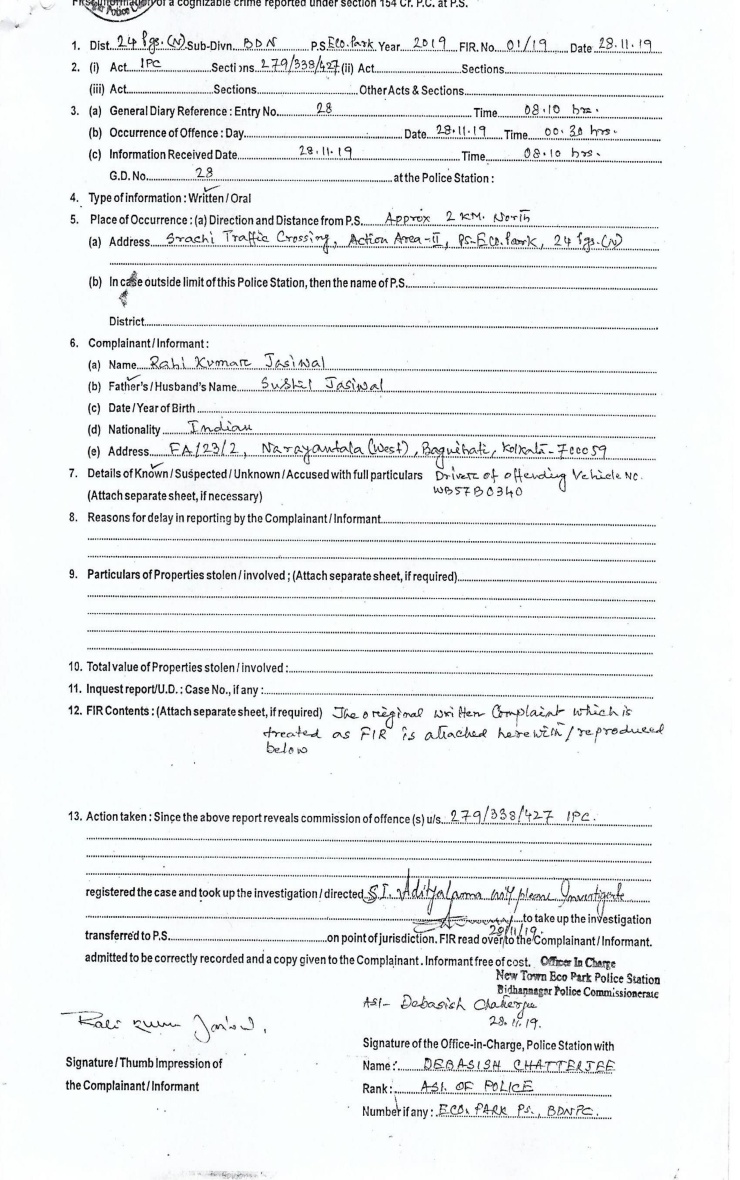 First Information of a cognizable crime reported under section 154 Cr. P.C. at P.S.
1. Dist. 24 Pgs. (N) Sub-Divn. BDN P.S Eco. Park Year 2019 FIR. No. 01/19 Date 28.11.19
2. (i) Act IPC Sections 279/338/427 (ii) Act Sections
(iii) Act Sections Other Acts & Sections
3. (a) General Diary Reference : Entry No. 28 Time 08.10 hrs.
(b) Occurrence of Offence : Day Date 28.11.19 Time 00.30 hrs.
(c) Information Received Date 28.11.19 Time 08.10 hrs.
G.D. No. 28 at the Police Station :
4. Type of information : Written / Oral
5. Place of Occurrence : (a) Direction and Distance from P.S. Approx 2 KM. North
(a) Address Srachi Traffic Crossing, Action Area-II, PS-Eco. Park, 24 Pgs. (N)
(b) In case outside limit of this Police Station, then the name of P.S.
District
6. Complainant / Informant :
(a) Name Rahi Kumar Jasiwal
(b) Father's / Husband's Name Sushil Jasiwal
(c) Date / Year of Birth
(d) Nationality Indian
(e) Address FA/23/2, Narayantala (West), Baguihati, Kolkata-700059
7. Details of Known / Suspected / Unknown / Accused with full particulars Driver of offending Vehicle No.
(Attach separate sheet, if necessary) WB57B0340
8. Reasons for delay in reporting by the Complainant / Informant
9. Particulars of Properties stolen / involved ; (Attach separate sheet, if required)
10. Total value of Properties stolen / involved :
11. Inquest report/U.D. : Case No., if any :
12. FIR Contents : (Attach separate sheet, if required) The original written Complaint which is
treated as FIR is attached herewith / reproduced
below
13. Action taken : Since the above report reveals commission of offence (s) u/s. 279/338/427 IPC.
registered the case and took up the investigation / directed S.I. please Investigate
to take up the investigation
28/11/19.
transferred to P.S. on point of jurisdiction. FIR read over to the Complainant / Informant.
admitted to be correctly recorded and a copy given to the Complainant. Informant free of cost. Officer In Charge
New Town Eco Park Police Station
Bidhannagar Police Commissionerate
ASI- Debasish
28.11.19.
Signature of the Office-in-Charge, Police Station with
Signature / Thumb Impression of
the Complainant / Informant
Name : DEBASISH CHATTERJEE
Rank : ASI. OF POLICE
Number if any : ECO. PARK PS., BDNPC.